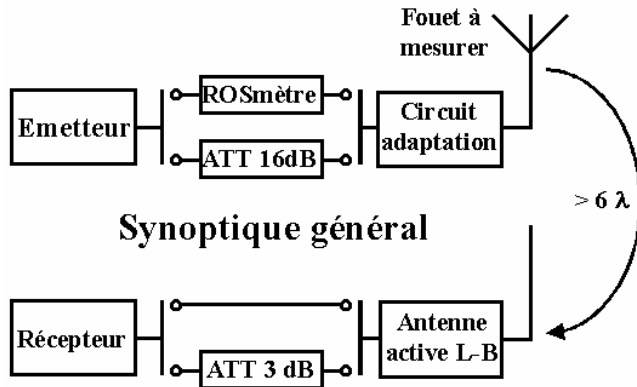 Fouet à
mesurer
Emetteur
ROSmètre
ATT 16dB
Circuit
adaptation
> 6 λ
Synoptique général
Récepteur
ATT 3 dB
Antenne
active L-B